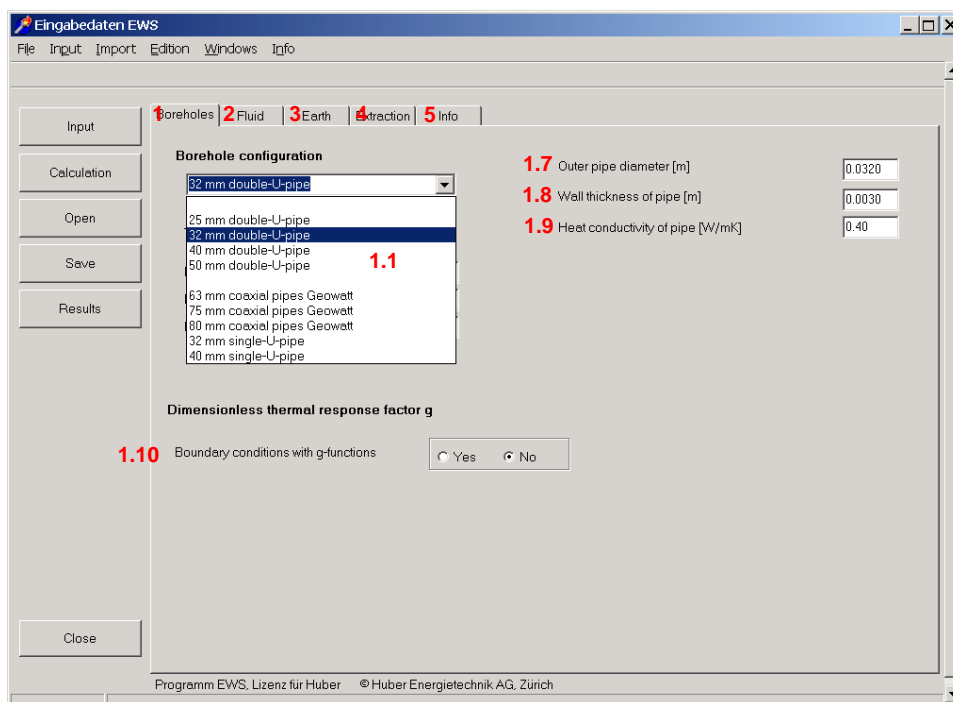 Eingabedaten EWS
File Input Import Edition Windows Info
1 Boreholes 2 Fluid 3 Earth 4 Extraction 5 Info
Input
Calculation
Open
Save
Results
Close
Borehole configuration
32 mm double-U-pipe
25 mm double-U-pipe
32 mm double-U-pipe
40 mm double-U-pipe
50 mm double-U-pipe
1.1
63 mm coaxial pipes Geowatt
75 mm coaxial pipes Geowatt
80 mm coaxial pipes Geowatt
32 mm single-U-pipe
40 mm single-U-pipe
1.7 Outer pipe diameter [m] 0.0320
1.8 Wall thickness of pipe [m] 0.0030
1.9 Heat conductivity of pipe [W/mK] 0.40
Dimensionless thermal response factor g
1.10 Boundary conditions with g-functions Yes No
Programm EWS, Lizenz für Huber © Huber Energietechnik AG, Zürich